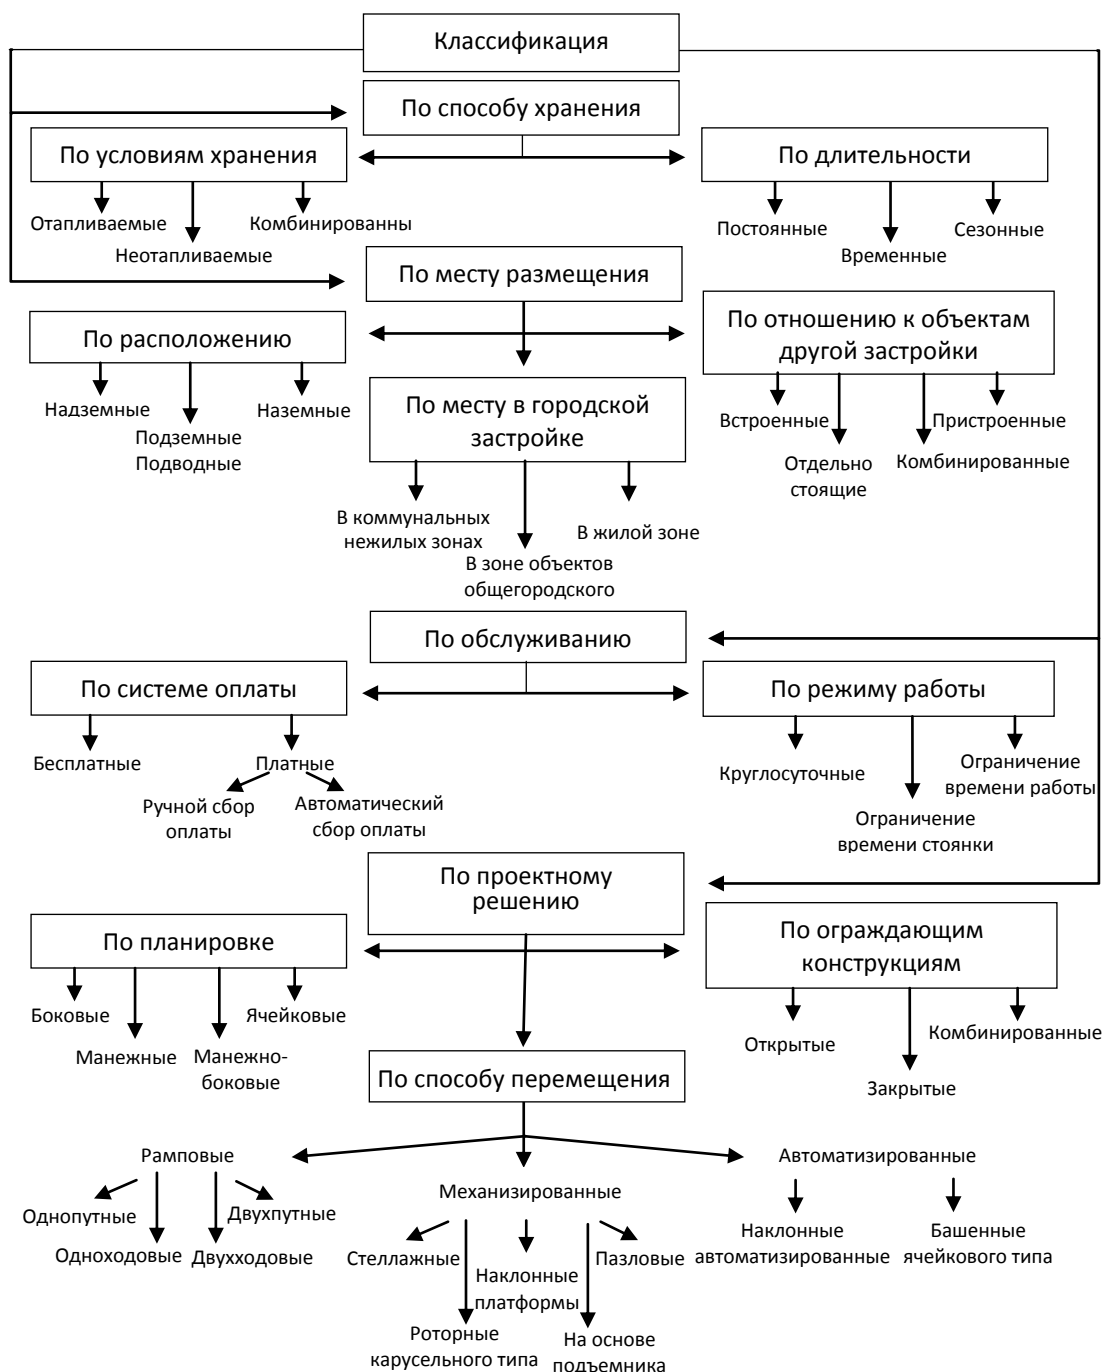 Классификация
По способу хранения
По условиям хранения
По длительности
Отапливаемые
Комбинированны
Неотапливаемые
Постоянные
Сезонные
Временные
По месту размещения
По расположению
По отношению к объектам
другой застройки
Надземные
Наземные
Подземные
Подводные
По месту в городской
застройке
Встроенные
Пристроенные
Отдельно
стоящие
Комбинированные
В коммунальных
нежилых зонах
В жилой зоне
В зоне объектов
общегородского
По обслуживанию
По системе оплаты
По режиму работы
Бесплатные
Платные
Ручной сбор
оплаты
Автоматический
сбор оплаты
Круглосуточные
Ограничение
времени работы
Ограничение
времени стоянки
По проектному
решению
По планировке
По ограждающим
конструкциям
Боковые
Ячейковые
Манежные
Манежно-
боковые
Открытые
Комбинированные
Закрытые
По способу перемещения
Рамповые
Механизированные
Автоматизированные
Однопутные
Двухпутные
Одноходовые
Двухходовые
Стеллажные
Пазловые
Наклонные
платформы
Роторные
карусельного типа
На основе
подъемника
Наклонные
автоматизированные
Башенные
ячейкового типа